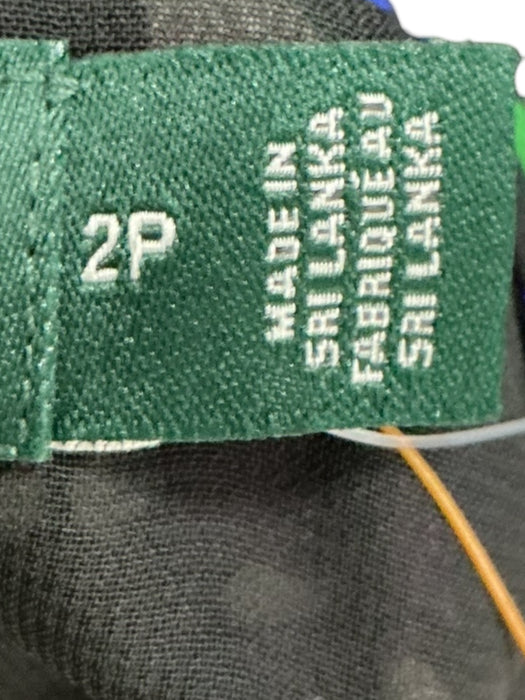 2P
MADE IN
SRI LANKA
FABRIQUÉ AU
SRI LANKA